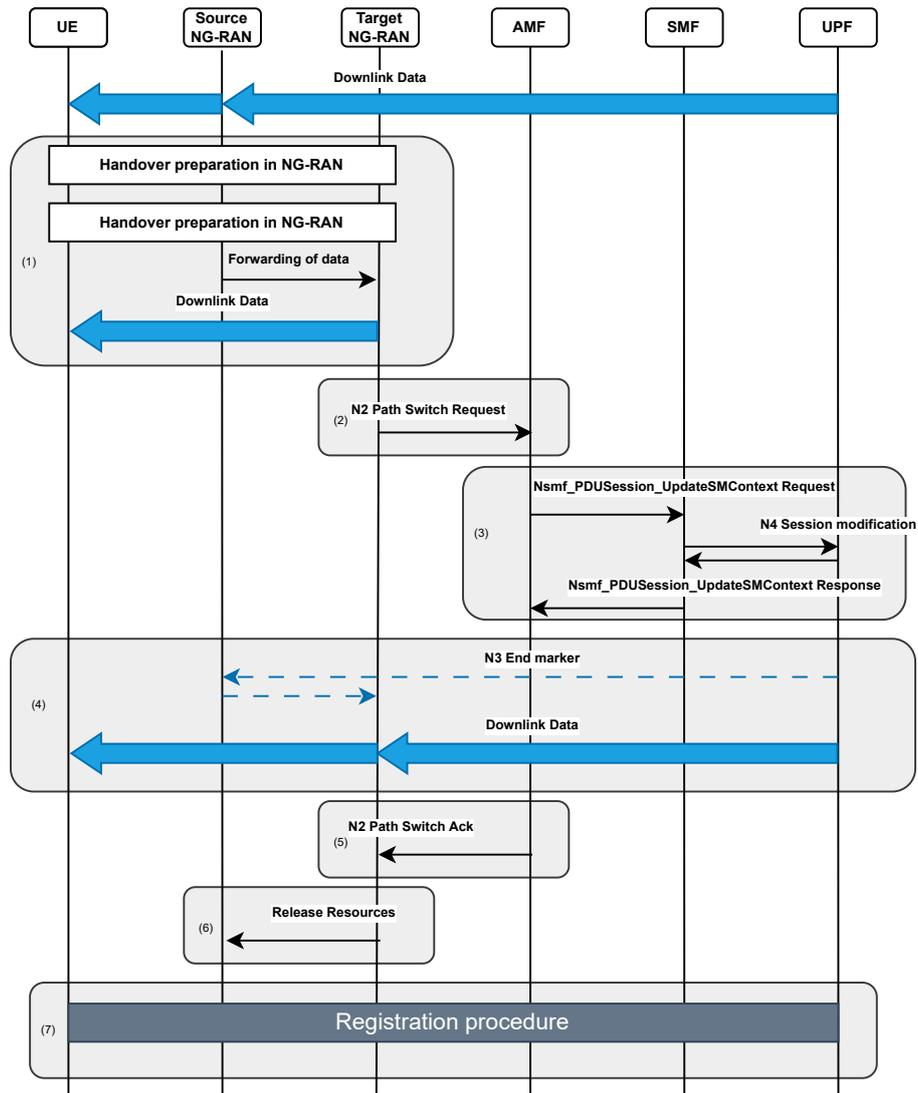 UE
Source
NG-RAN
Target
NG-RAN
AMF
SMF
UPF
Downlink Data
Handover preparation in NG-RAN
Handover preparation in NG-RAN
(1)
Forwarding of data
Downlink Data
(2)
N2 Path Switch Request
Nsmf_PDUSession_UpdateSMContext Request
(3)
N4 Session modification
Nsmf_PDUSession_UpdateSMContext Response
N3 End marker
(4)
Downlink Data
N2 Path Switch Ack
(5)
Release Resources
(6)
Registration procedure
(7)